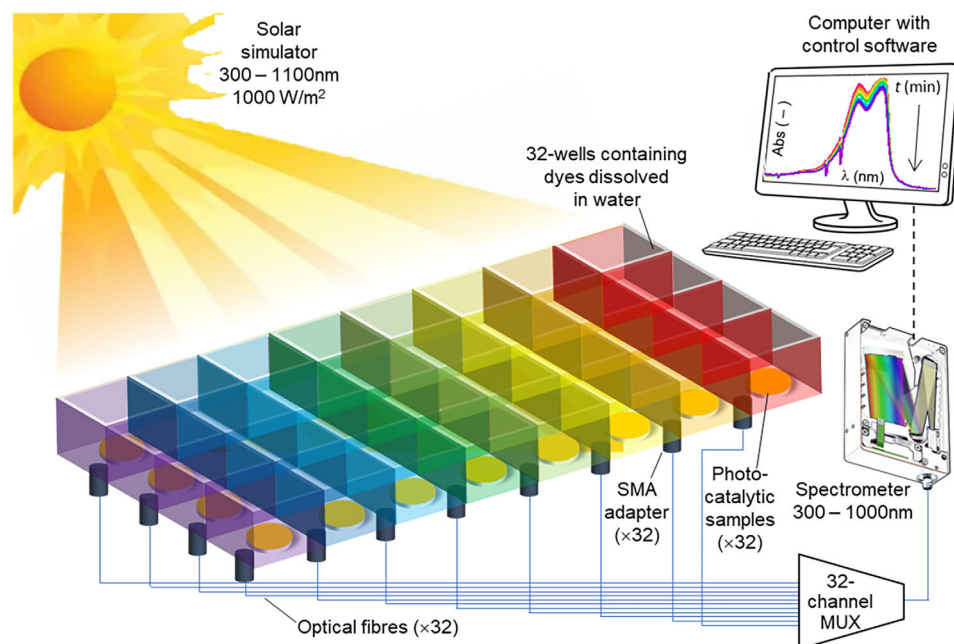 Solar
simulator
300 – 1100nm
1000 W/m²
Computer with
control software
Abs (–)
t (min)
λ (nm)
32-wells containing
dyes dissolved
in water
SMA
adapter
(×32)
Photo-
catalytic
samples
(×32)
Spectrometer
300 – 1000nm
32-
channel
MUX
Optical fibres (×32)